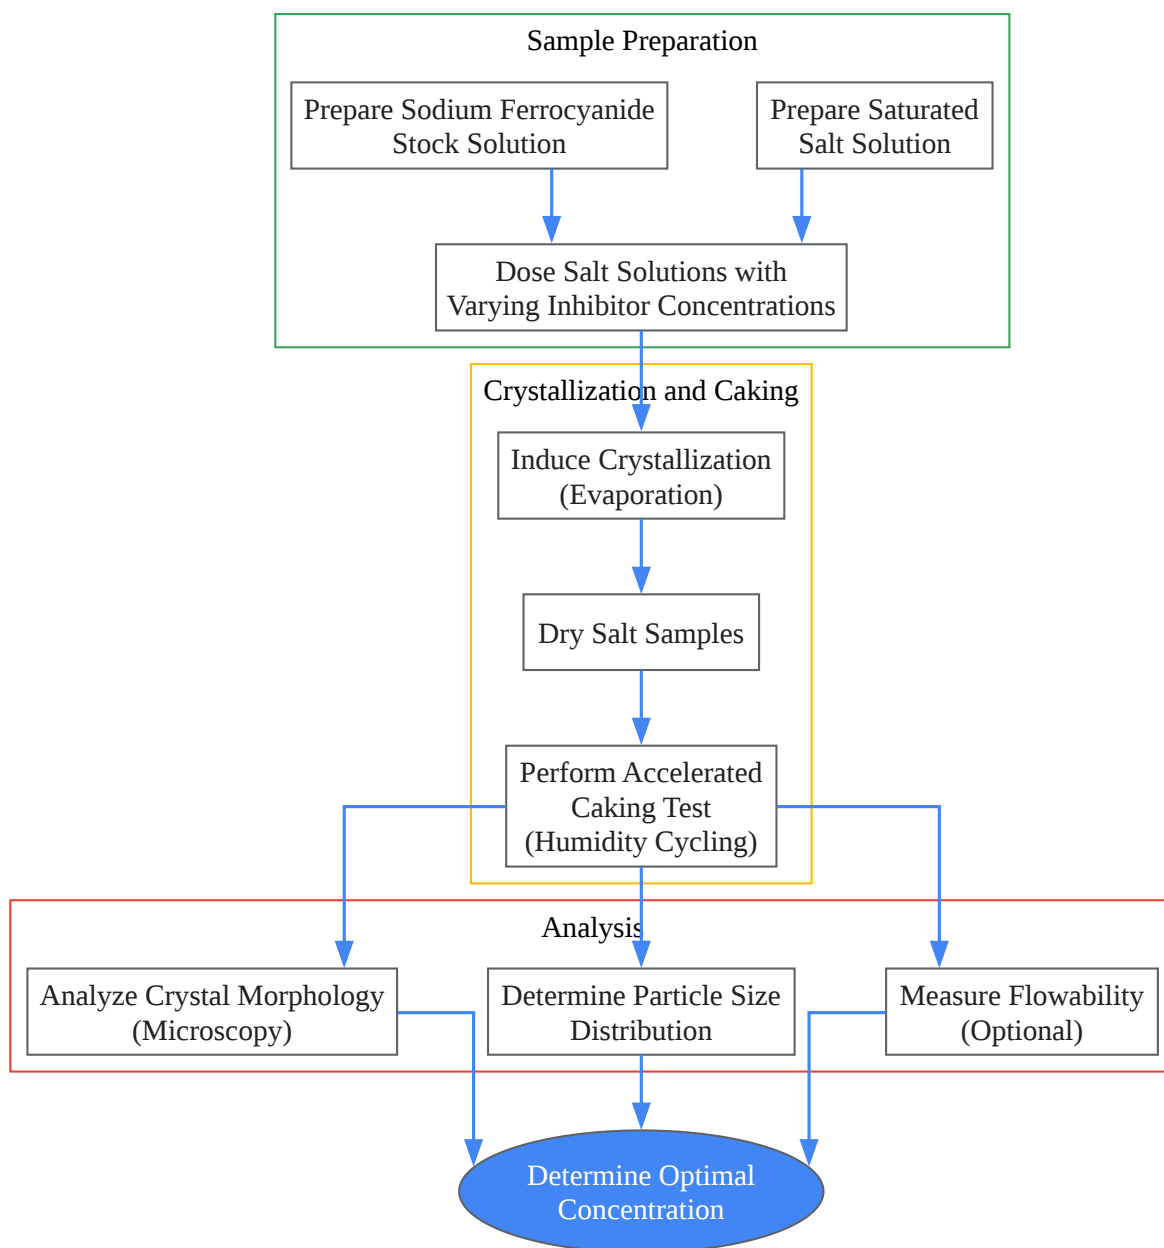 Sample Preparation
Prepare Sodium Ferrocyanide
Stock Solution
Prepare Saturated
Salt Solution
Dose Salt Solutions with
Varying Inhibitor Concentrations
Crystallization and Caking
Induce Crystallization
(Evaporation)
Dry Salt Samples
Perform Accelerated
Caking Test
(Humidity Cycling)
Analysis
Analyze Crystal Morphology
(Microscopy)
Determine Particle Size
Distribution
Measure Flowability
(Optional)
Determine Optimal
Concentration